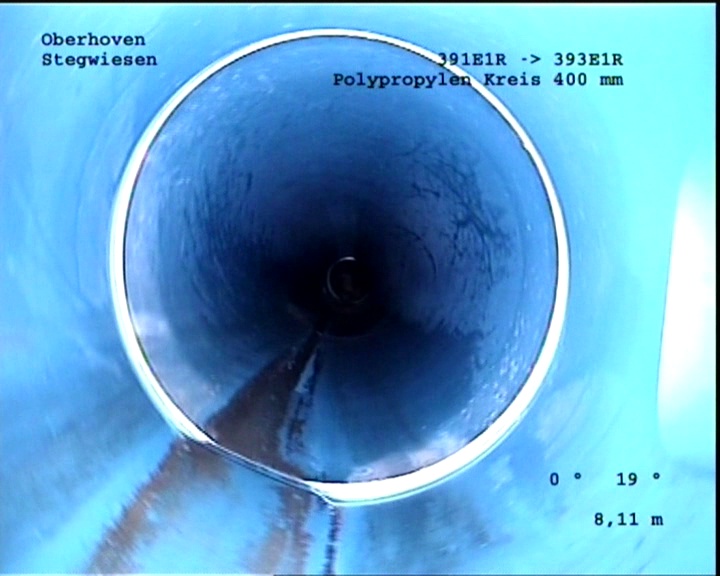 Oberhoven
Stegwiesen
391E1R -> 393E1R
Polypropylen Kreis 400 mm
0 ° 19 °
8,11 m